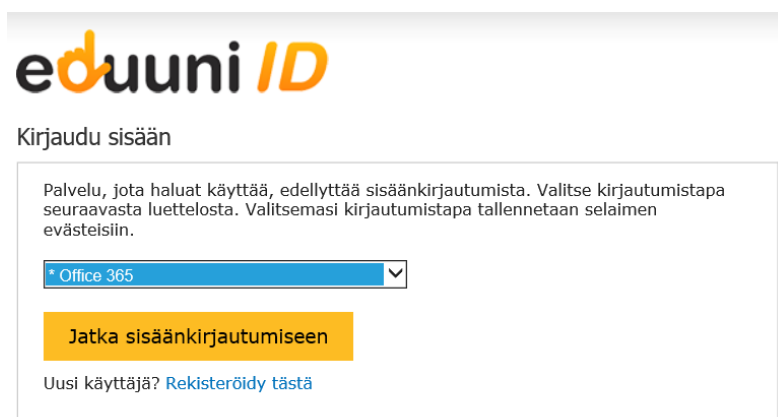 eduuni ID
Kirjaudu sisään
Palvelu, jota haluat käyttää, edellyttää sisäänkirjautumista. Valitse kirjautumistapa
seuraavasta luettelosta. Valitsemasi kirjautumistapa tallennetaan selaimen
evästeisiin.
* Office 365
Jatka sisäänkirjautumiseen
Uusi käyttäjä? Rekisteröidy tästä